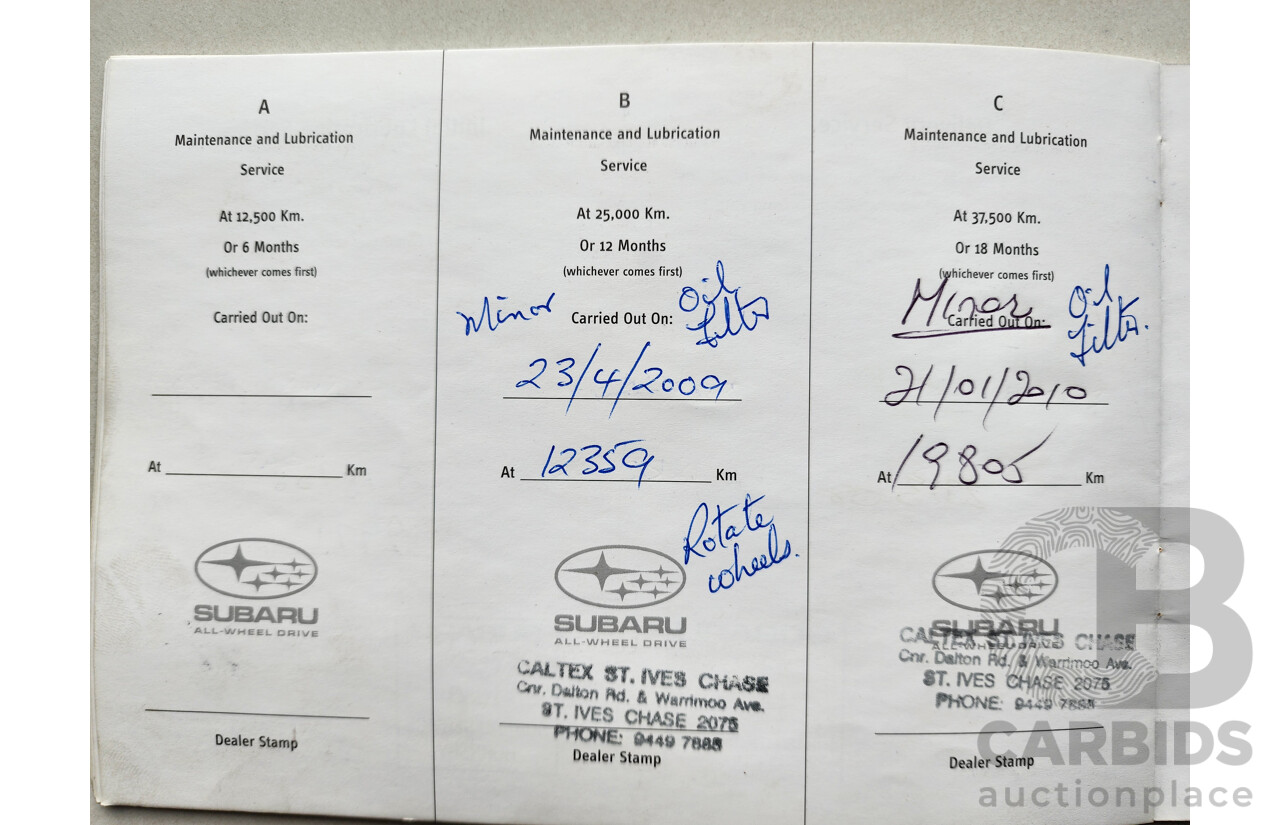 A
Maintenance and Lubrication
Service
At 12,500 Km.
Or 6 Months
(whichever comes first)
Carried Out On:
At Km
SUBARU
ALL-WHEEL DRIVE
Dealer Stamp
B
Maintenance and Lubrication
Service
At 25,000 Km.
Or 12 Months
(whichever comes first)
Minor Carried Out On: Oil
filter
23/4/2009
At 12359 Km
Rotate
wheels.
SUBARU
ALL-WHEEL DRIVE
CALTEX ST. IVES CHASE
Cnr. Dalton Rd. & Warrimoo Ave.
ST. IVES CHASE 2075
PHONE: 9449 7888
Dealer Stamp
C
Maintenance and Lubrication
Service
At 37,500 Km.
Or 18 Months
(whichever comes first)
Minor Oil
Carried Out On: filter.
21/01/2010
At 19805 Km
SUBARU
ALL-WHEEL DRIVE
CALTEX ST. IVES CHASE
Cnr. Dalton Rd. & Warrimoo Ave.
ST. IVES CHASE 2075
PHONE: 9449 7888
Dealer Stamp
CARBIDS
auctionplace